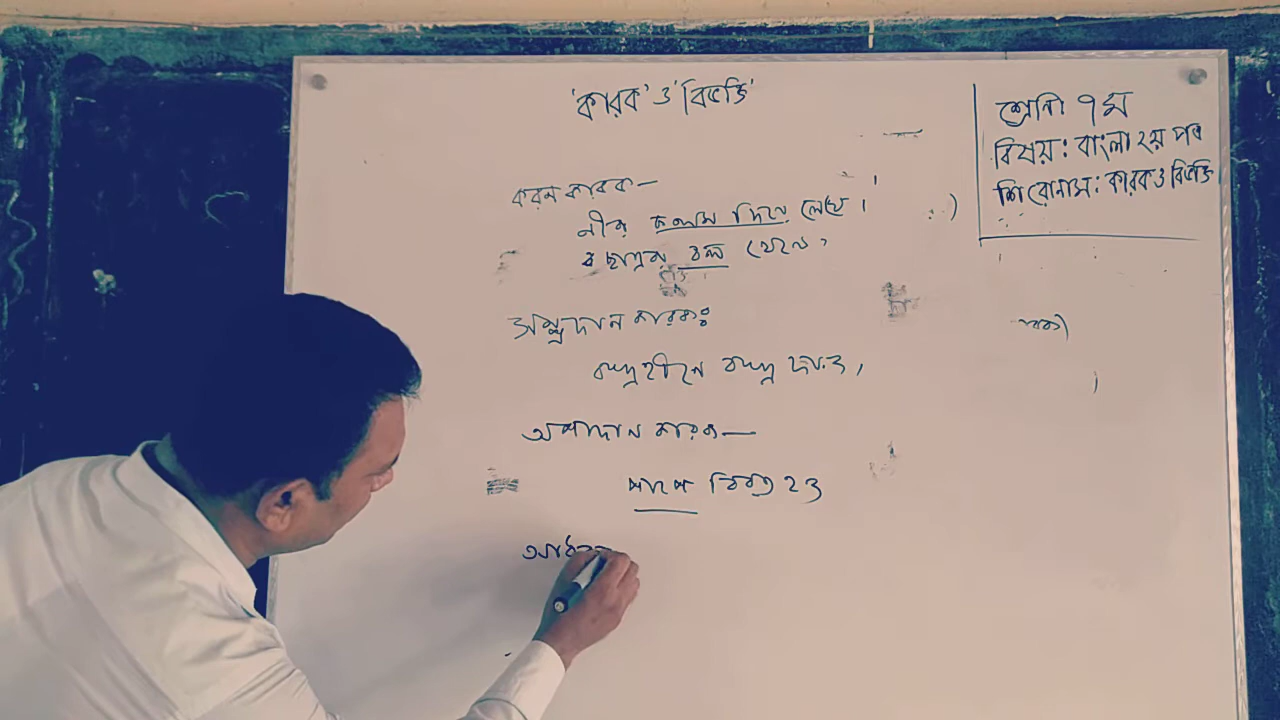 'কারক' ও 'বিভক্তি'
শ্রেণী ৭ম
বিষয়: বাংলা ২য় পত্র
শিরোনাম: কারক ও বিভক্তি
করন কারক—
কলম দিয়ে লেখে।
ছাত্ররা বল খেলে
সম্প্রদান কারকঃ
বস্ত্রহীনে বস্ত্র দাও,
অপাদান কারক—
পাপে বিরত হও